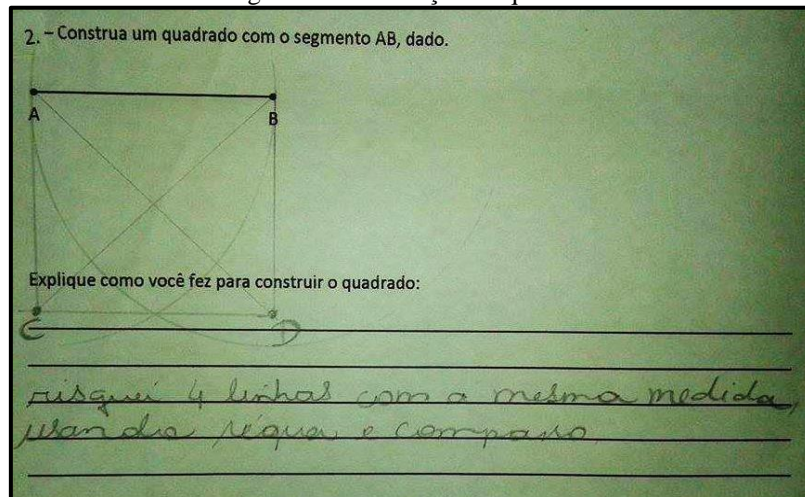 2. - Construa um quadrado com o segmento AB, dado.
A
B
Explique como você fez para construir o quadrado:
C
D
risquei 4 linhas com a mesma medida,
usando régua e compasso